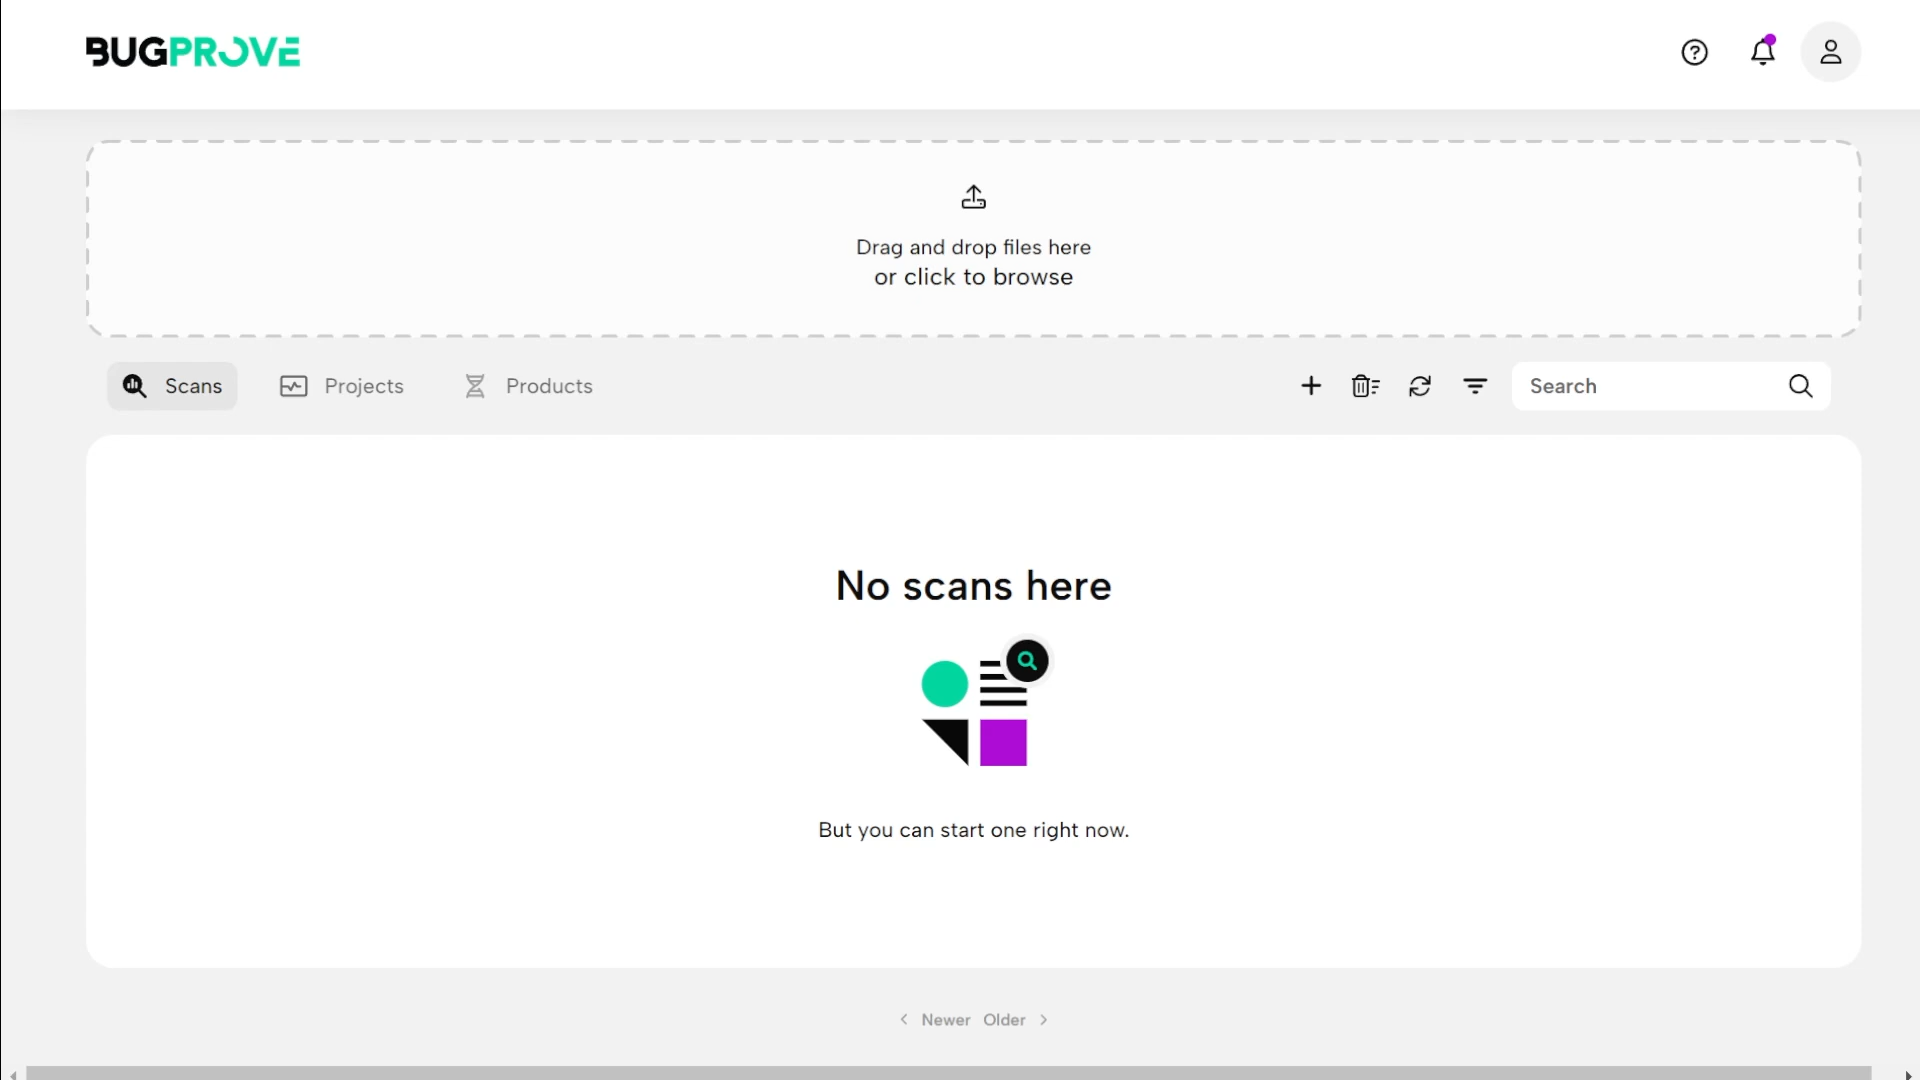 BUGPROVE
Drag and drop files here
or click to browse
Scans
Projects
Products
Search
No scans here
But you can start one right now.
Newer Older